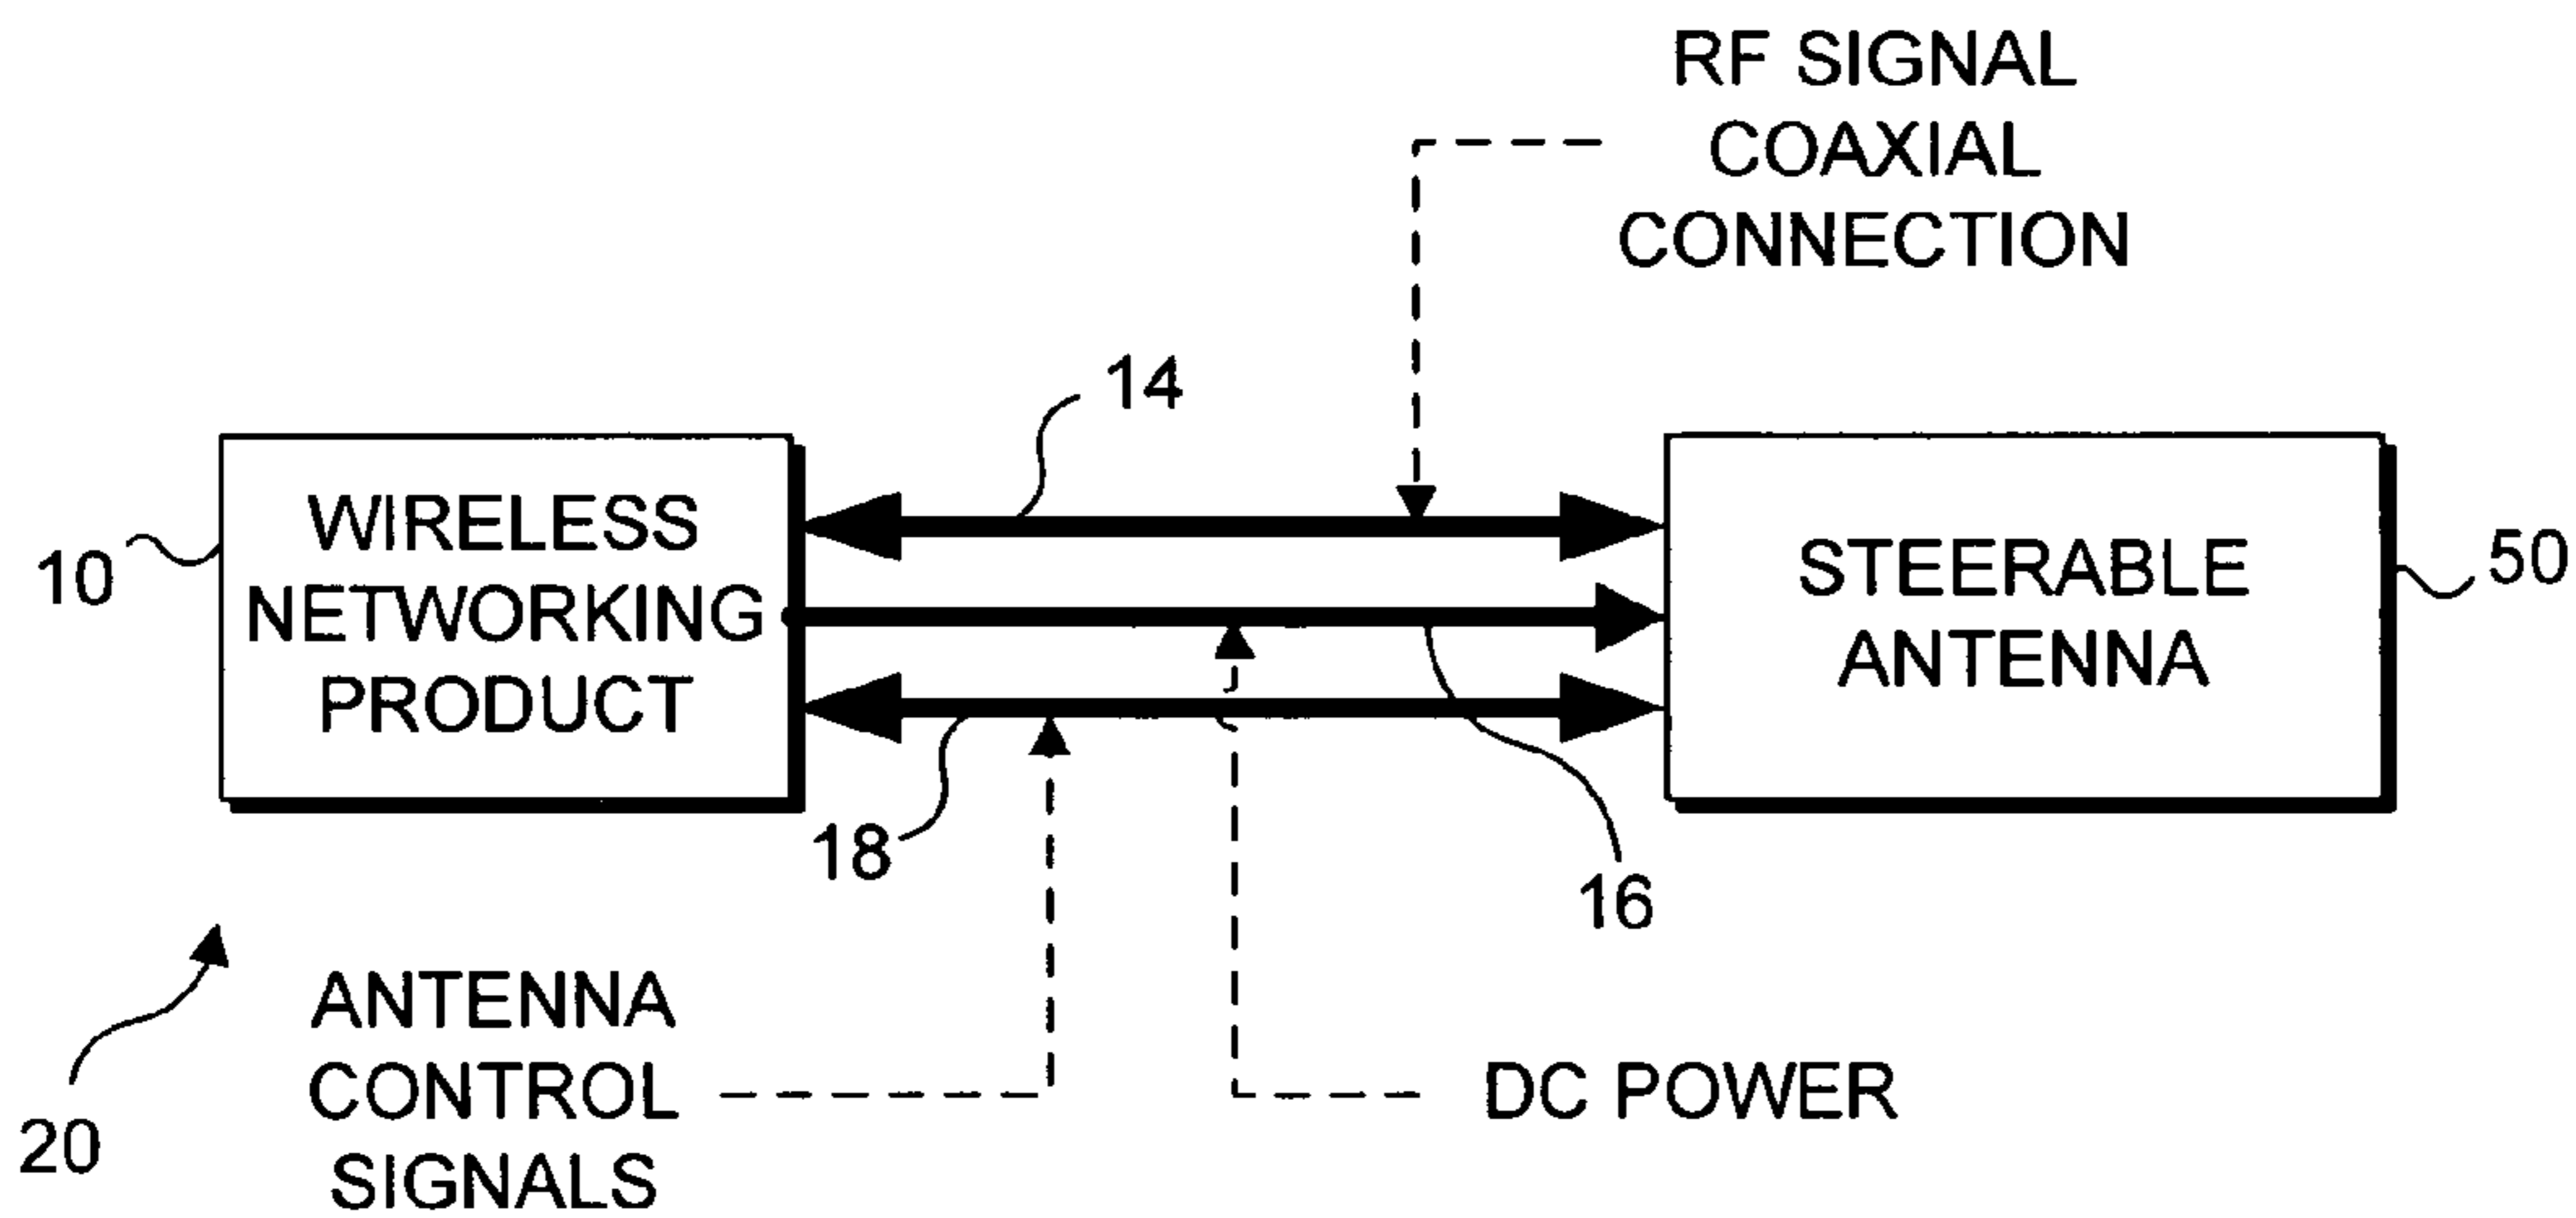 RF SIGNAL
COAXIAL
CONNECTION
14
WIRELESS
NETWORKING
PRODUCT
10
STEERABLE
ANTENNA
50
18
16
ANTENNA
CONTROL
SIGNALS
DC POWER
20